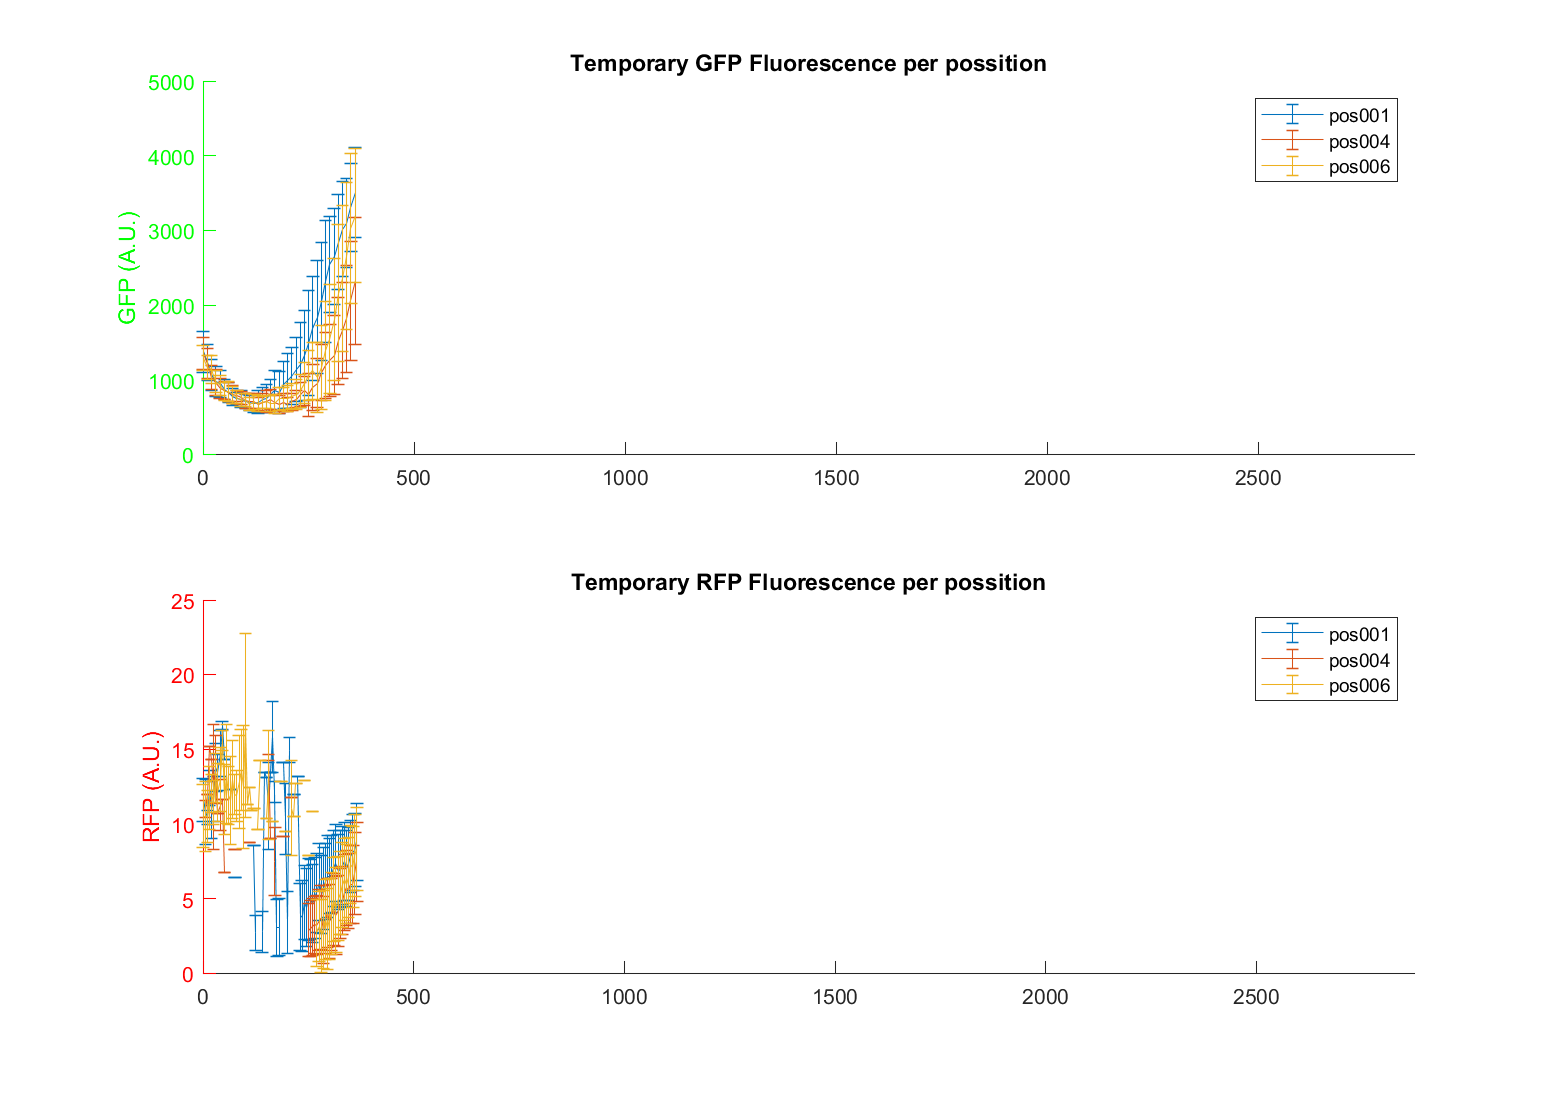 Temporary GFP Fluorescence per possition
5000
4000
3000
2000
1000
0
GFP (A.U.)
pos001
pos004
pos006
0 500 1000 1500 2000 2500
Temporary RFP Fluorescence per possition
25
20
15
10
5
0
RFP (A.U.)
pos001
pos004
pos006
0 500 1000 1500 2000 2500